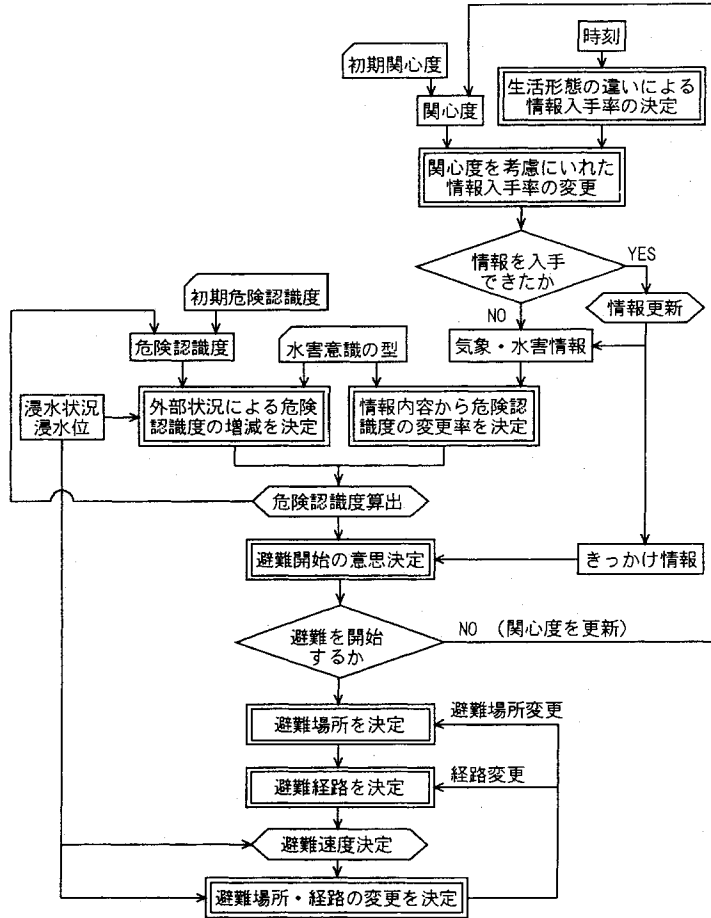 時刻
初期関心度
生活形態の違いによる
情報入手率の決定
関心度
関心度を考慮にいれた
情報入手率の変更
情報を入手
できたか
YES
NO
情報更新
初期危険認識度
危険認識度
水害意識の型
気象・水害情報
浸水状況
浸水位
外部状況による危険
認識度の増減を決定
情報内容から危険認
識度の変更率を決定
危険認識度算出
避難開始の意思決定
きっかけ情報
避難を開始
するか
NO （関心度を更新）
避難場所を決定
避難場所変更
避難経路を決定
経路変更
避難速度決定
避難場所・経路の変更を決定